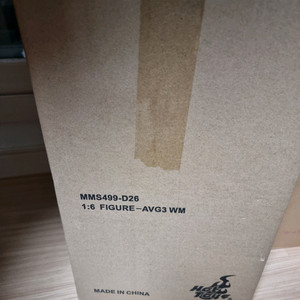 MMS499-D26
1:6 FIGURE-AVG3 WM
Hot
Toys
MADE IN CHINA